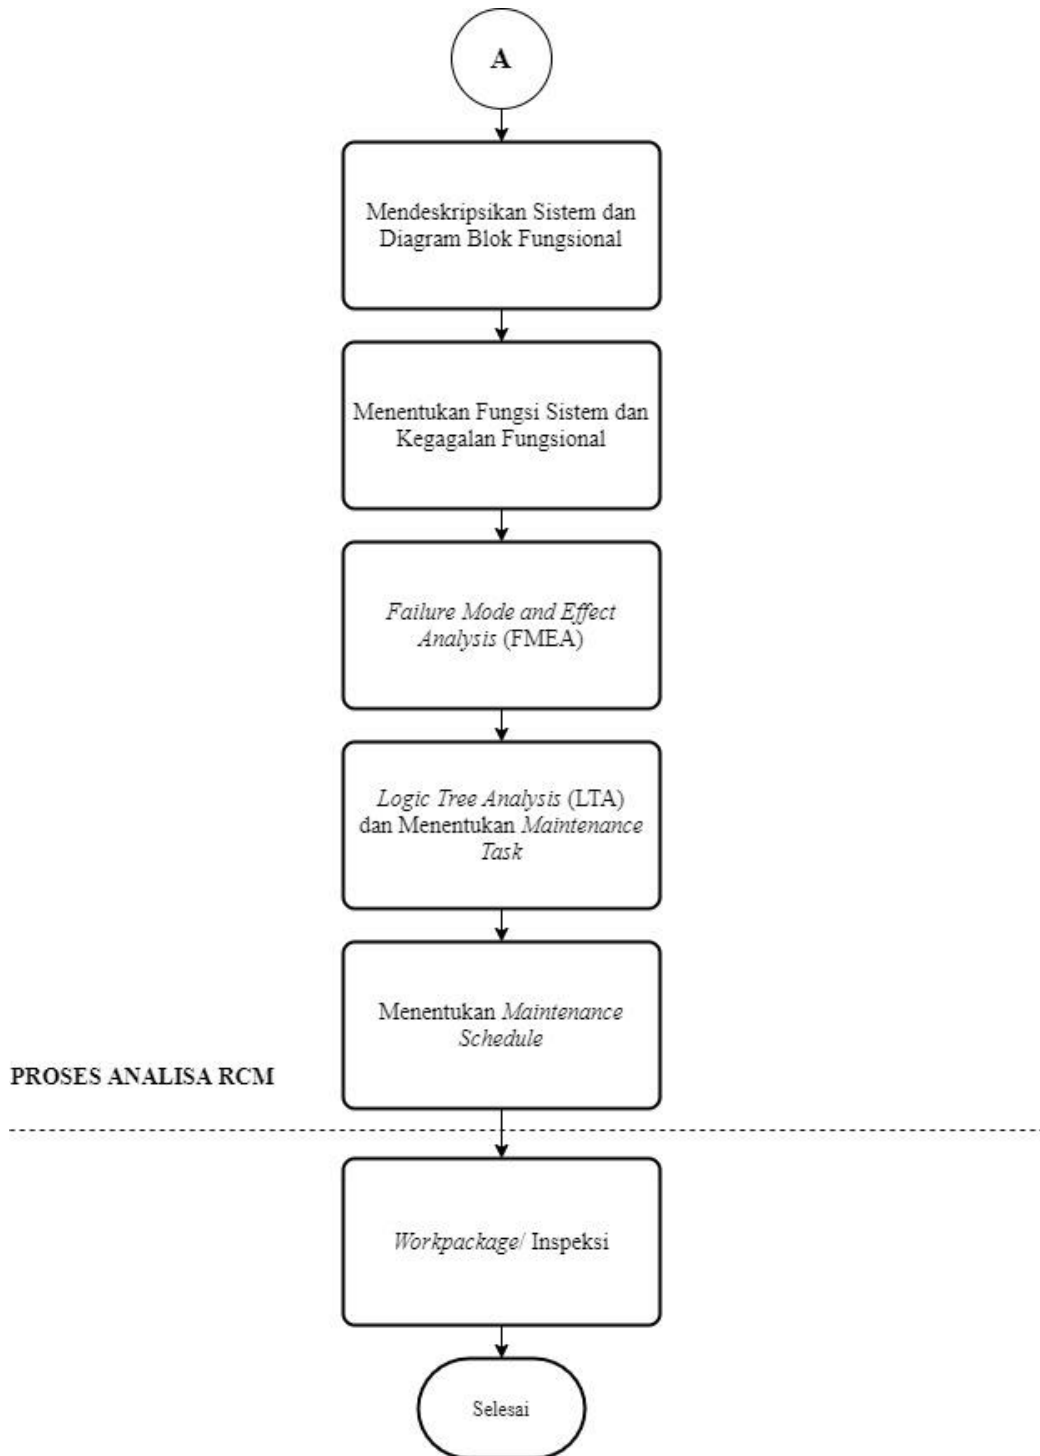 A
Mendeskripsikan Sistem dan
Diagram Blok Fungsional
Menentukan Fungsi Sistem dan
Kegagalan Fungsional
Failure Mode and Effect
Analysis (FMEA)
Logic Tree Analysis (LTA)
dan Menentukan Maintenance
Task
Menentukan Maintenance
Schedule
PROSES ANALISA RCM
Workpackage/ Inspeksi
Selesai